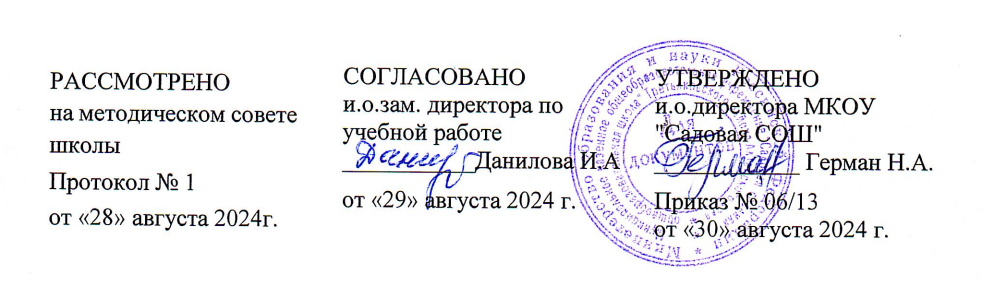 РАССМОТРЕНО
на методическом совете
школы
Протокол № 1
от «28» августа 2024г.
СОГЛАСОВАНО
и.о.зам. директора по
учебной работе
Данилова И.А
от «29» августа 2024 г.
УТВЕРЖДЕНО
и.о.директора МКОУ
"Садовая СОШ"
Герман Н.А.
Приказ № 06/13
от «30» августа 2024 г.